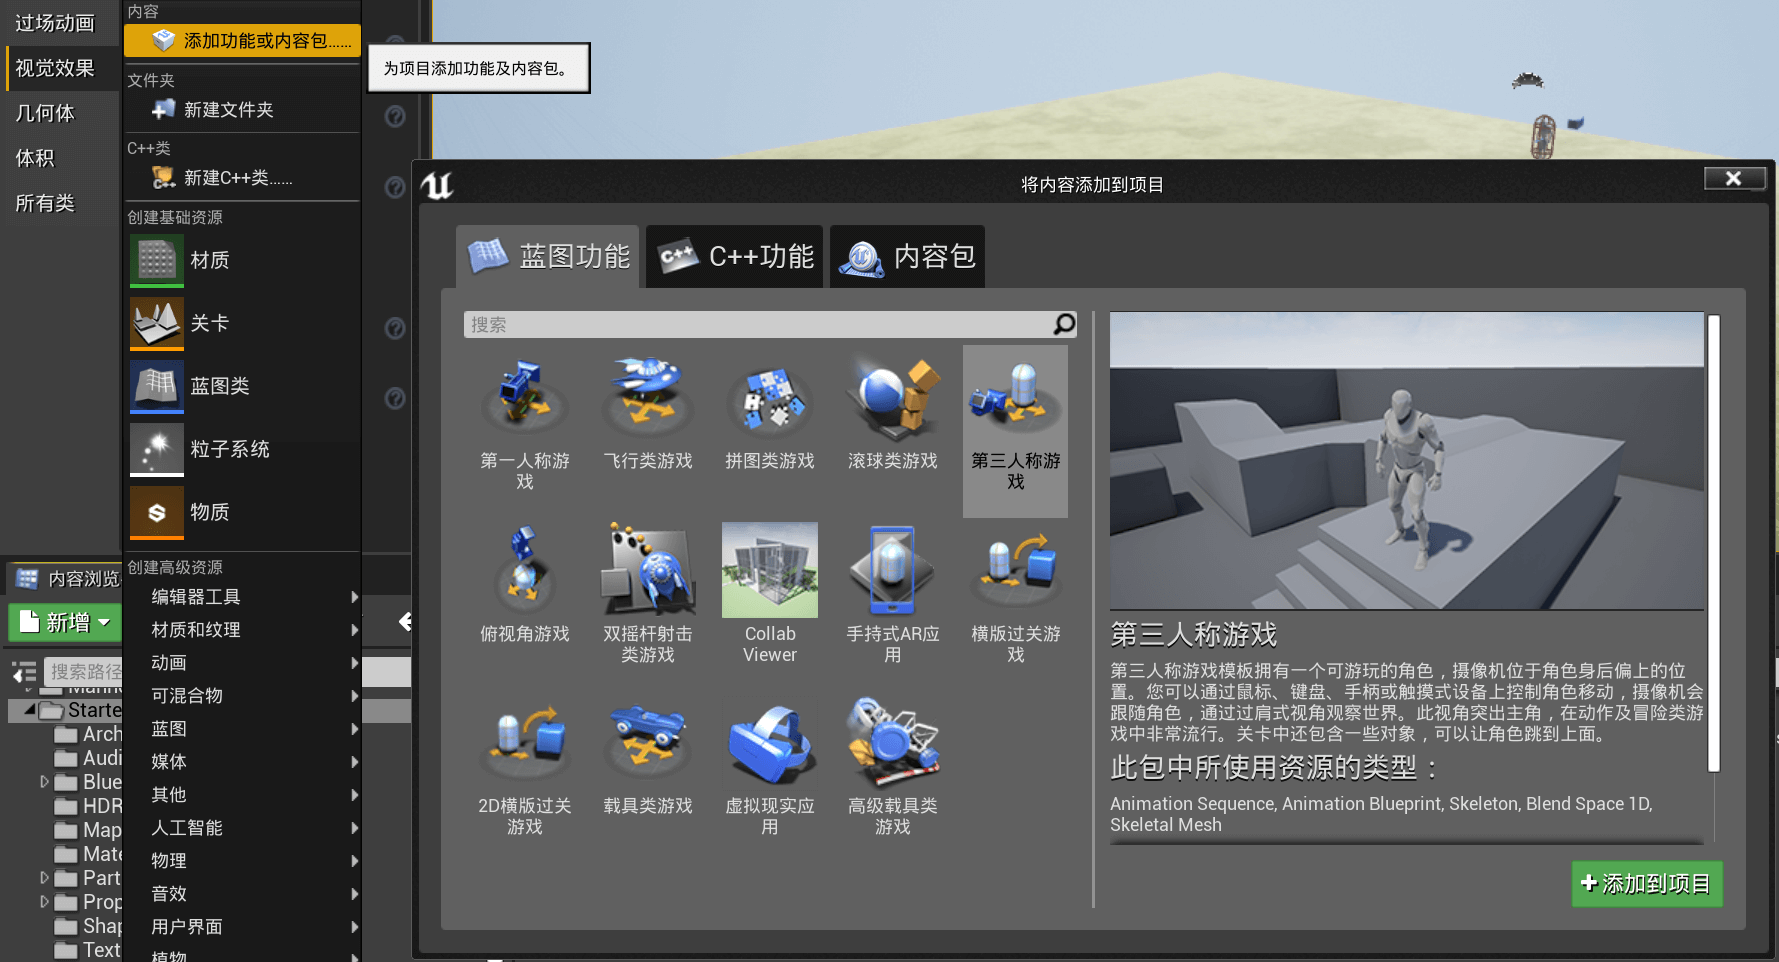 过场动画
视觉效果
几何体
体积
所有类
内容
添加功能或内容包......
为项目添加功能及内容包。
文件夹
新建文件夹
C++类
新建C++类......
创建基础资源
材质
关卡
蓝图类
粒子系统
物质
创建高级资源
编辑器工具
材质和纹理
动画
可混合物
蓝图
媒体
其他
人工智能
物理
音效
用户界面
植物
内容浏览
新增
搜索路径
Starte
Arch
Audi
Blue
HDR
Map
Mate
Part
Prop
Shap
Text
将内容添加到项目
蓝图功能
C++
C++功能
内容包
搜索
第一人称游
戏
飞行类游戏
拼图类游戏
滚球类游戏
第三人称游
戏
俯视角游戏
双摇杆射击
类游戏
Collab
Viewer
手持式AR应
用
横版过关游
戏
2D横版过关
游戏
载具类游戏
虚拟现实应
用
高级载具类
游戏
第三人称游戏
第三人称游戏模板拥有一个可游玩的角色，摄像机位于角色身后偏上的位
置。您可以通过鼠标、键盘、手柄或触摸式设备上控制角色移动，摄像机会
跟随角色，通过过肩式视角观察世界。此视角突出主角，在动作及冒险类游
戏中非常流行。关卡中还包含一些对象，可以让角色跳到上面。
此包中所使用资源的类型：
Animation Sequence, Animation Blueprint, Skeleton, Blend Space 1D,
Skeletal Mesh
添加到项目